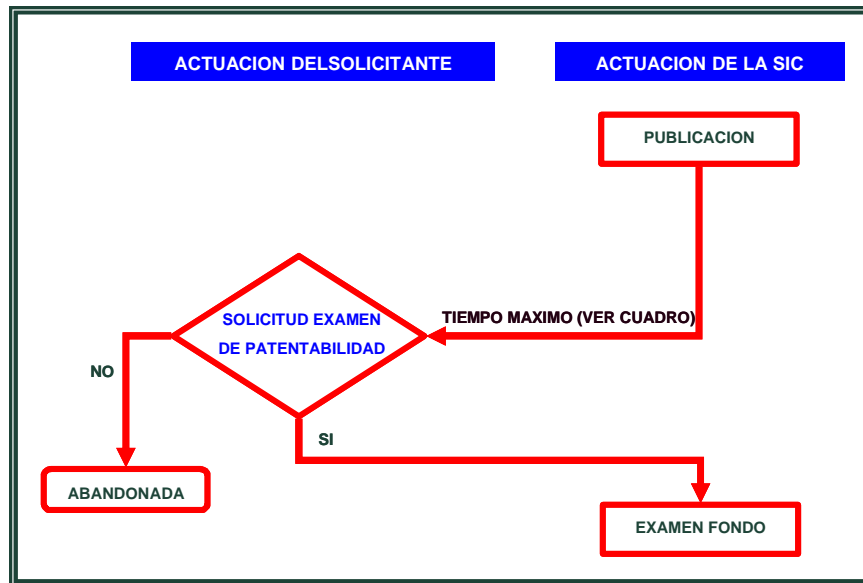 ACTUACION DELSOLICITANTE
ACTUACION DE LA SIC
PUBLICACION
TIEMPO MAXIMO (VER CUADRO)
SOLICITUD EXAMEN
DE PATENTABILIDAD
NO
SI
ABANDONADA
EXAMEN FONDO